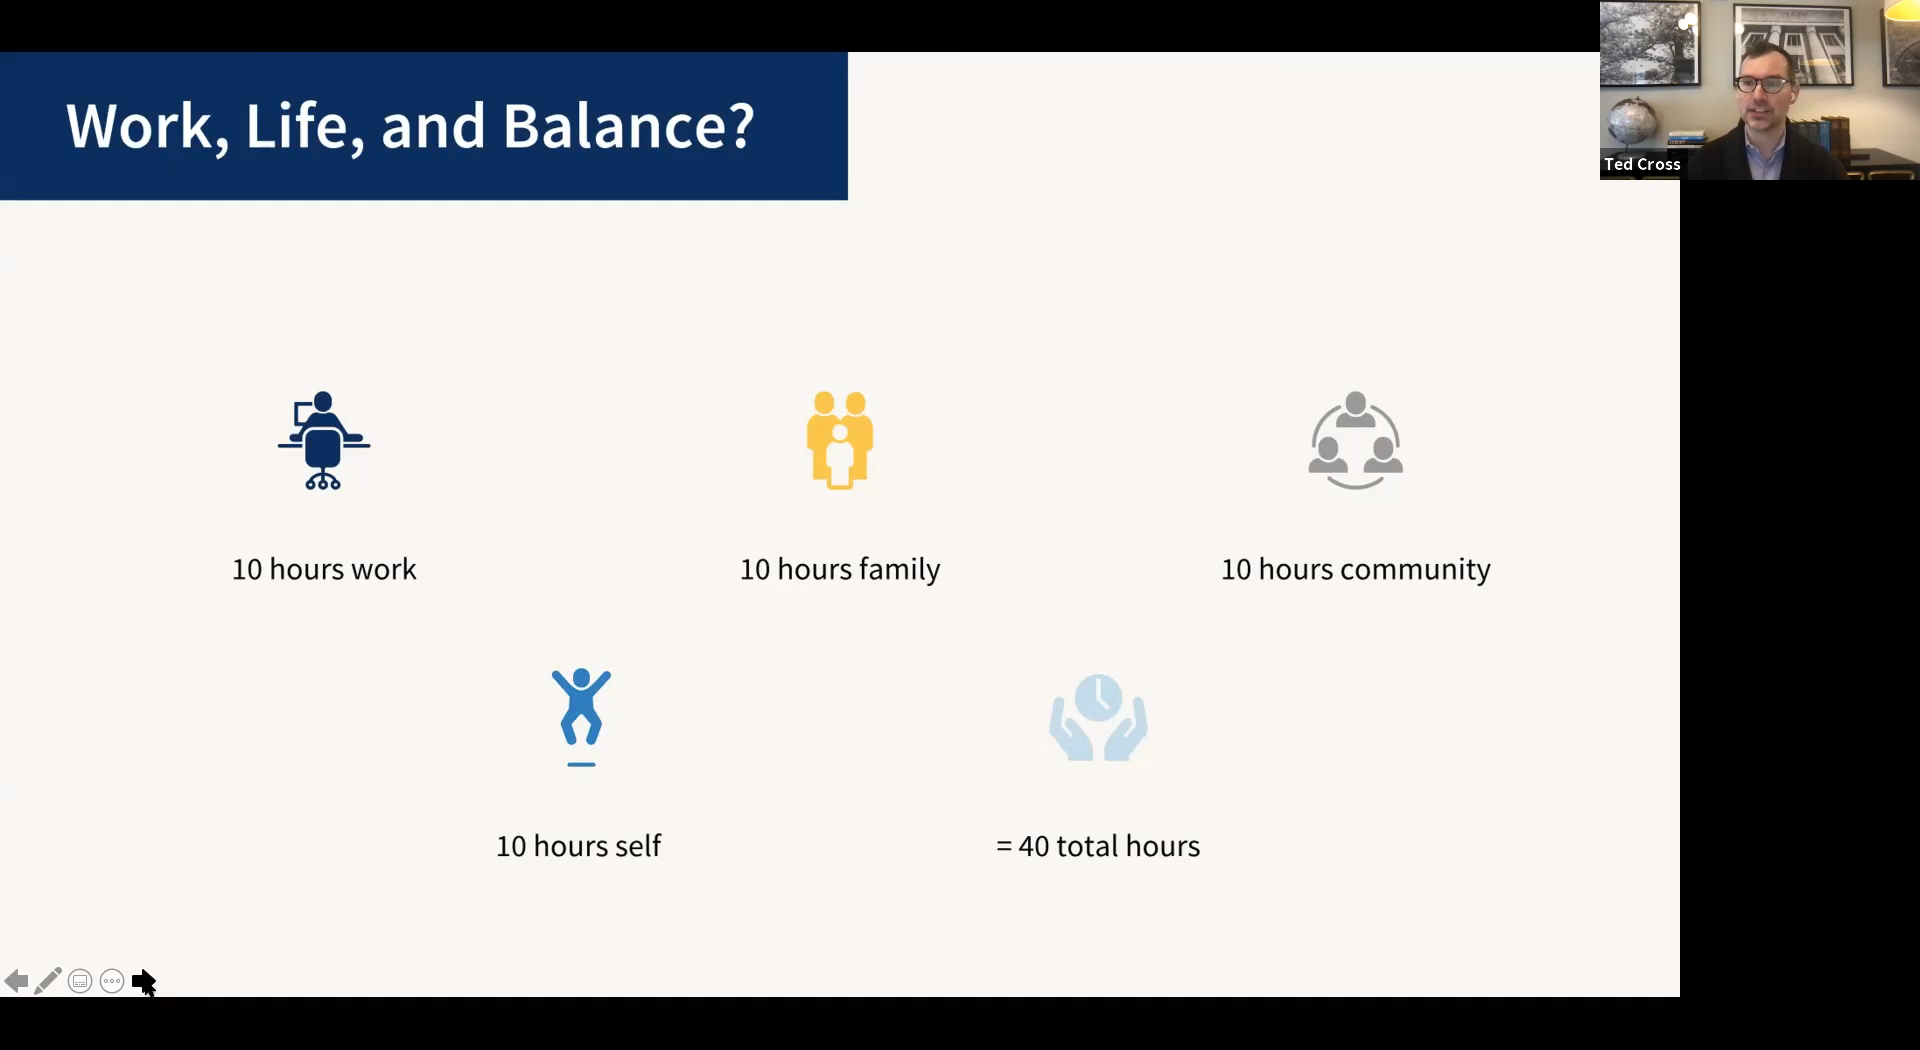 Work, Life, and Balance?
Ted Cross
10 hours work
10 hours family
10 hours community
10 hours self
= 40 total hours